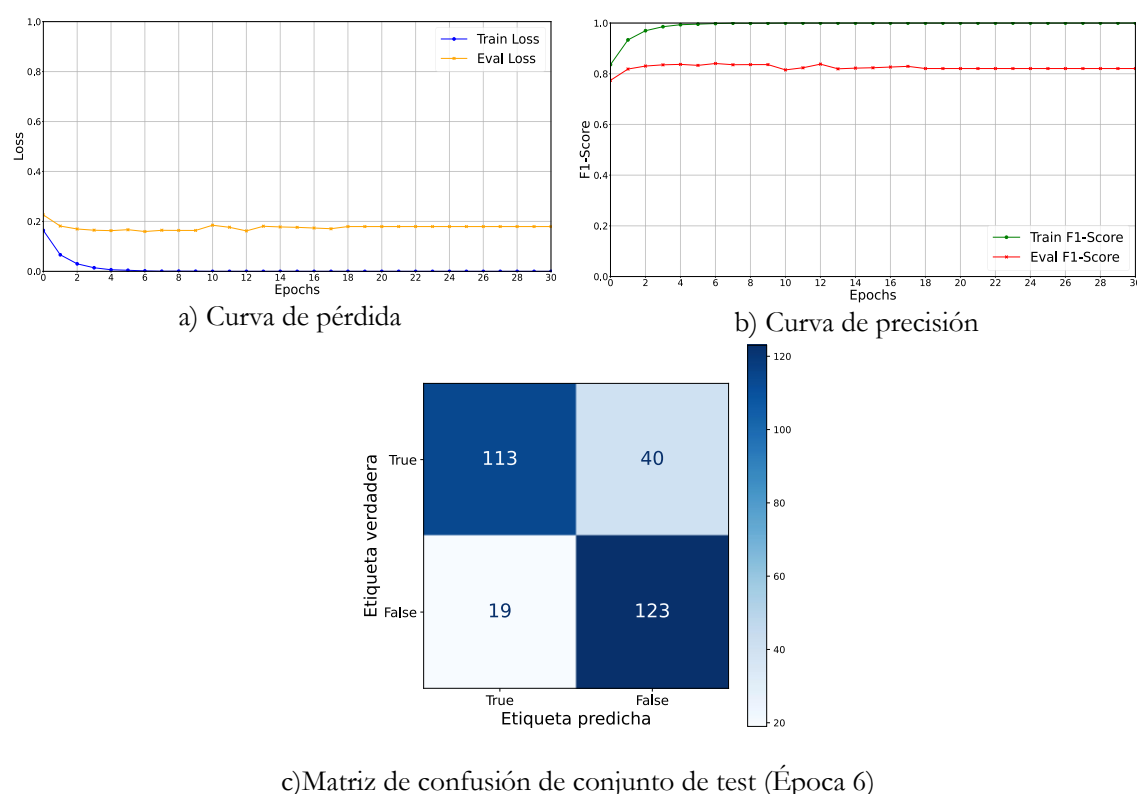 1.0
0.8
0.6
0.4
0.2
0.0
Loss
Train Loss
Eval Loss
0 2 4 6 8 10 12 14 16 18 20 22 24 26 28 30
Epochs
a) Curva de pérdida
1.0
0.8
0.6
0.4
0.2
0.0
F1-Score
Train F1-Score
Eval F1-Score
0 2 4 6 8 10 12 14 16 18 20 22 24 26 28 30
Epochs
b) Curva de precisión
Etiqueta verdadera
True
113 40
False
19 123
True False
Etiqueta predicha
120
100
80
60
40
20
c)Matriz de confusión de conjunto de test (Época 6)